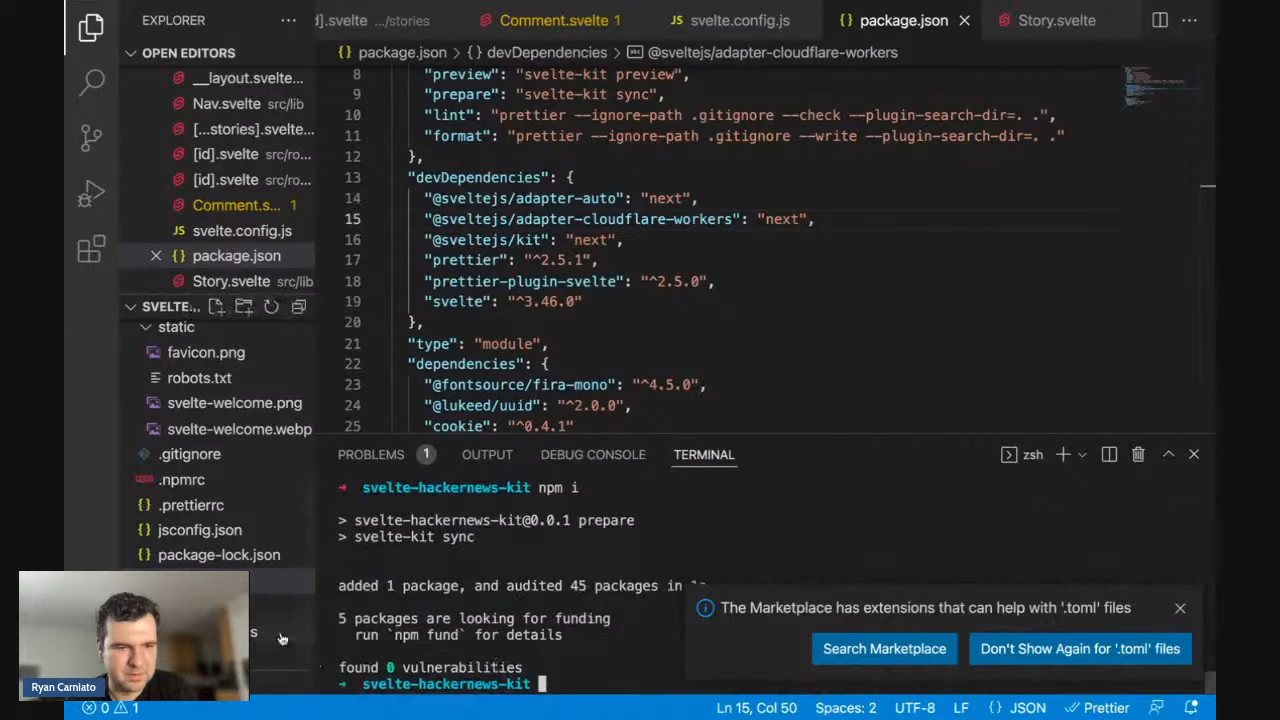 EXPLORER
].svelte .../stories
Comment.svelte 1
JS svelte.config.js
{} package.json
Story.svelte
OPEN EDITORS
{} package.json > {} devDependencies > abc @sveltejs/adapter-cloudflare-workers
__layout.svelte...
Nav.svelte src/lib
[...stories].svelte...
[id].svelte src/ro...
[id].svelte src/ro...
Comment.s... 1
JS svelte.config.js
{} package.json
Story.svelte src/lib
SVELTE...
static
favicon.png
robots.txt
svelte-welcome.png
svelte-welcome.webp
.gitignore
.npmrc
{} .prettierrc
{} jsconfig.json
{} package-lock.json
s
8 "preview": "svelte-kit preview",
9 "prepare": "svelte-kit sync",
10 "lint": "prettier --ignore-path .gitignore --check --plugin-search-dir=. .",
11 "format": "prettier --ignore-path .gitignore --write --plugin-search-dir=. ."
12 },
13 "devDependencies": {
14 "@sveltejs/adapter-auto": "next",
15 "@sveltejs/adapter-cloudflare-workers": "next",
16 "@sveltejs/kit": "next",
17 "prettier": "^2.5.1",
18 "prettier-plugin-svelte": "^2.5.0",
19 "svelte": "^3.46.0"
20 },
21 "type": "module",
22 "dependencies": {
23 "@fontsource/fira-mono": "^4.5.0",
24 "@lukeed/uuid": "^2.0.0",
25 "cookie": "^0.4.1"
PROBLEMS 1 OUTPUT DEBUG CONSOLE TERMINAL
zsh
svelte-hackernews-kit npm i
> svelte-hackernews-kit@0.0.1 prepare
> svelte-kit sync
added 1 package, and audited 45 packages in
5 packages are looking for funding
run `npm fund` for details
found 0 vulnerabilities
svelte-hackernews-kit
The Marketplace has extensions that can help with '.toml' files
Search Marketplace
Don't Show Again for '.toml' files
Ryan Carniato
0 1
Ln 15, Col 50 Spaces: 2 UTF-8 LF {} JSON Prettier